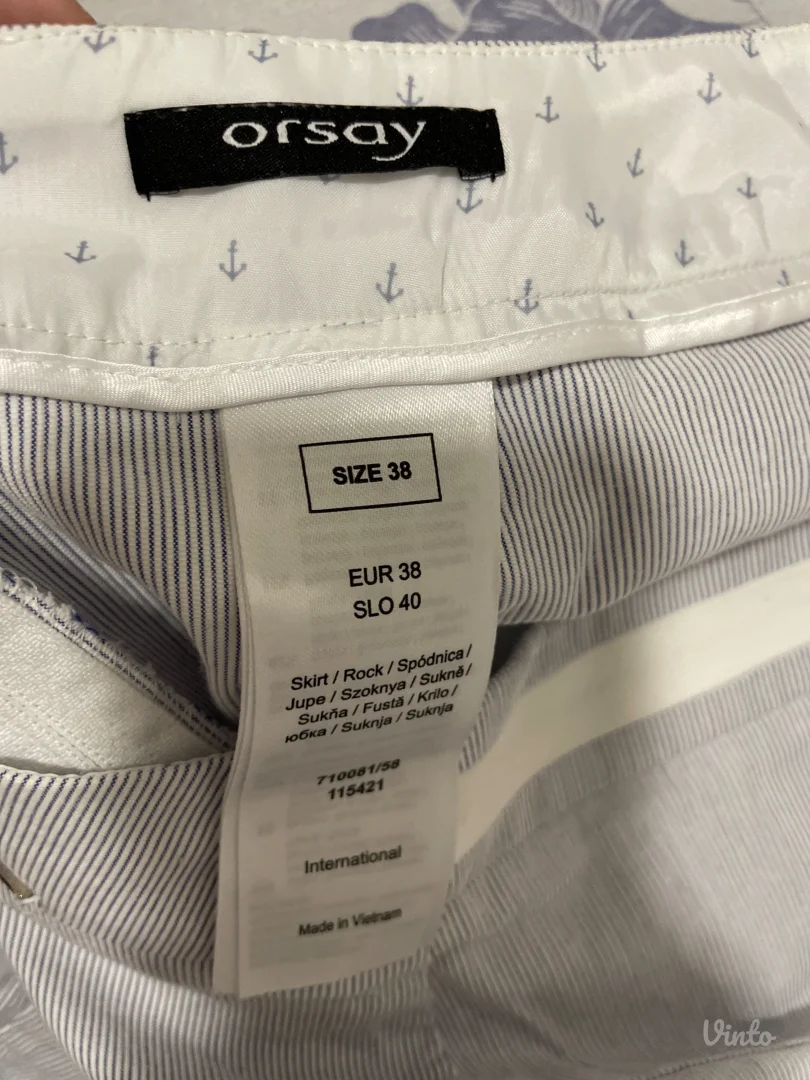 orsay
SIZE 38
EUR 38
SLO 40
Skirt / Rock / Spódnica /
Jupe / Szoknya / Sukně /
Sukňa / Fustă / Krilo /
юбка / Suknja / Suknja
710081/58
115421
International
Made in Vietnam
Vinto